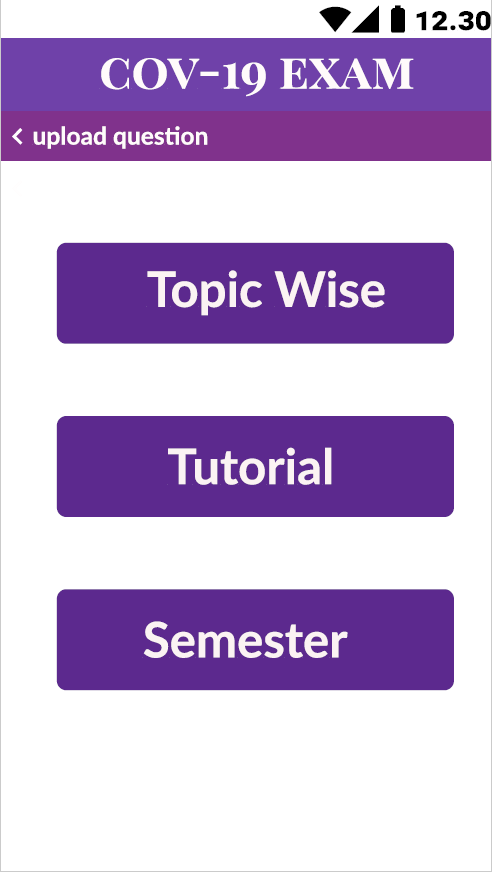 12.30
COV-19 EXAM
upload question
Topic Wise
Tutorial
Semester